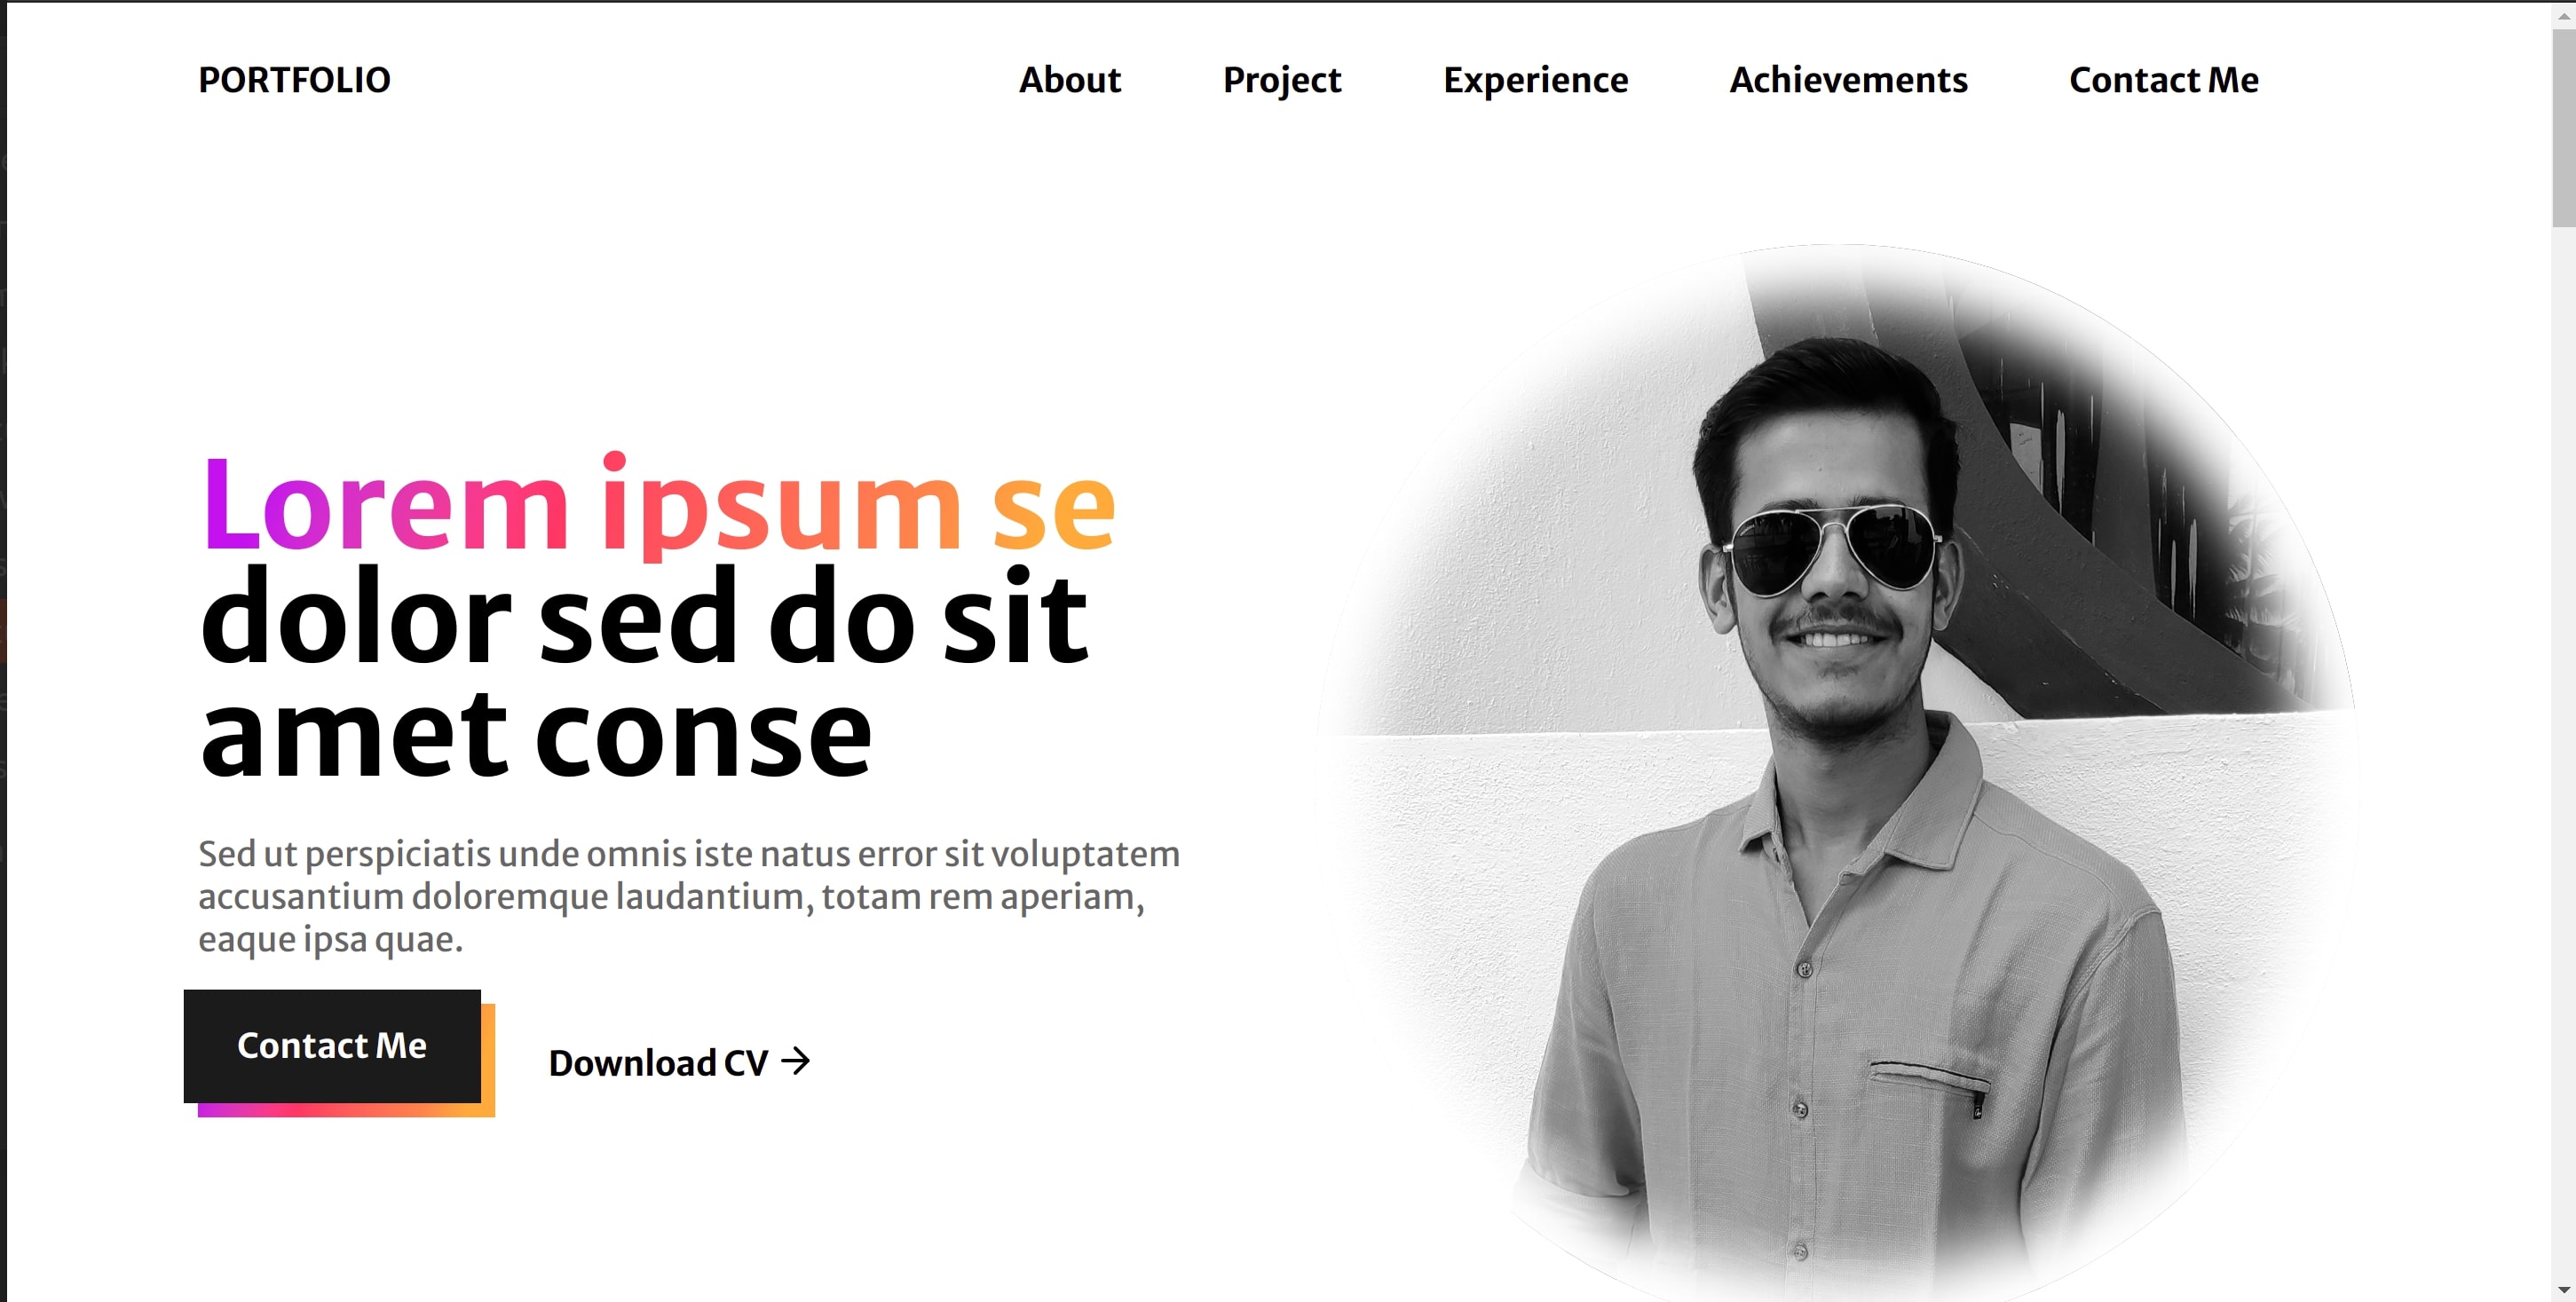 PORTFOLIO
About Project Experience Achievements Contact Me
Lorem ipsum se
dolor sed do sit
amet conse
Sed ut perspiciatis unde omnis iste natus error sit voluptatem
accusantium doloremque laudantium, totam rem aperiam,
eaque ipsa quae.
Contact Me
Download CV →